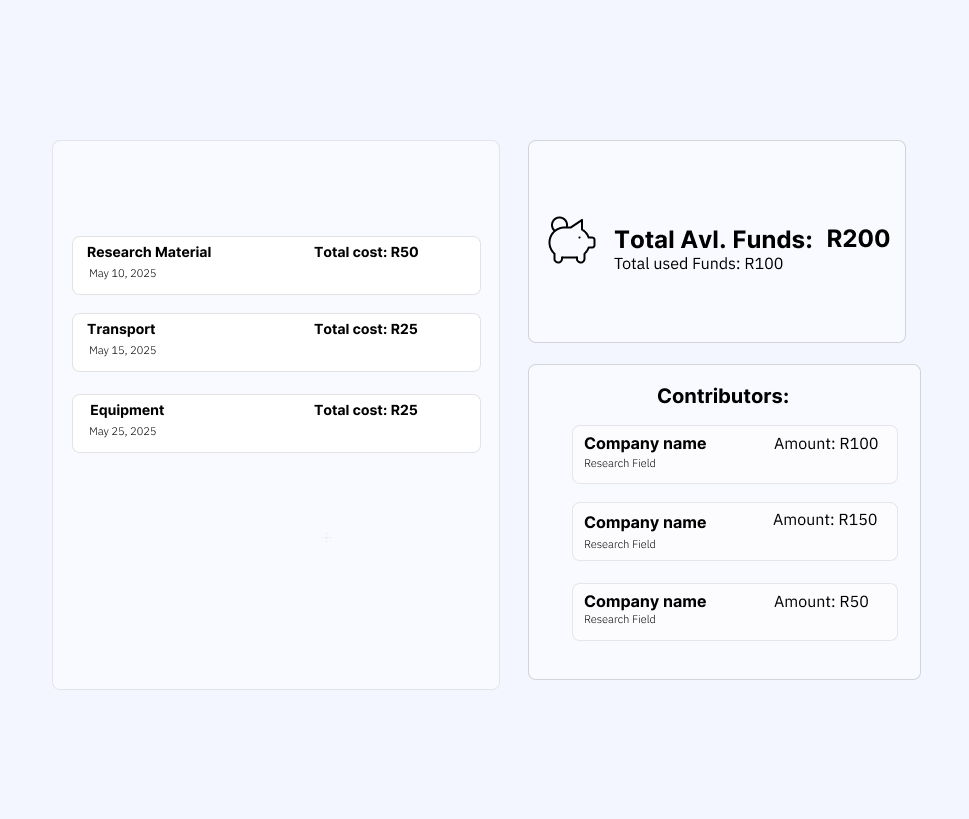 Research Material Total cost: R50
May 10, 2025
Transport Total cost: R25
May 15, 2025
Equipment Total cost: R25
May 25, 2025
Total Avl. Funds: R200
Total used Funds: R100
Contributors:
Company name Amount: R100
Research Field
Company name Amount: R150
Research Field
Company name Amount: R50
Research Field